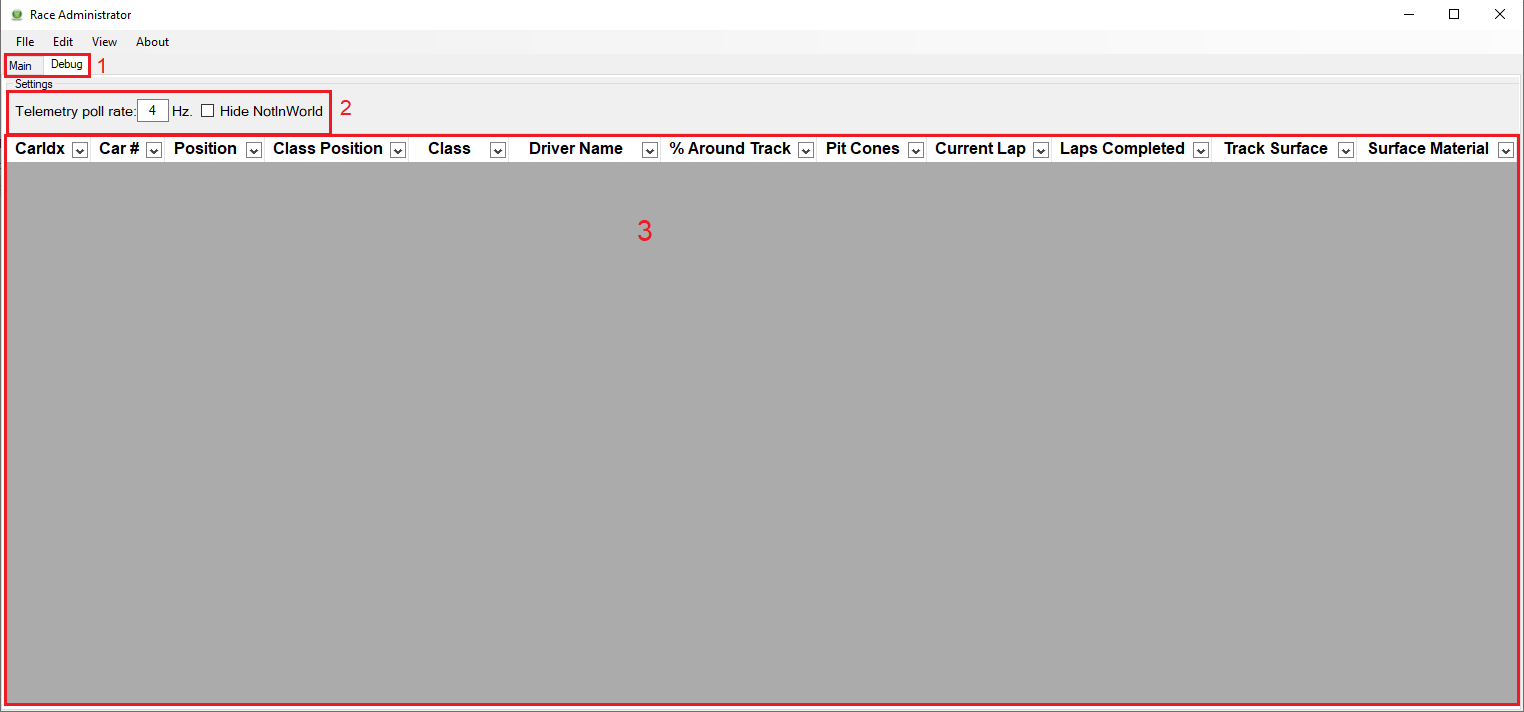 Race Administrator
FIle Edit View About
Main Debug 1
Settings
Telemetry poll rate: 4 Hz. Hide NotInWorld 2
CarIdx Car # Position Class Position Class Driver Name % Around Track Pit Cones Current Lap Laps Completed Track Surface Surface Material
3